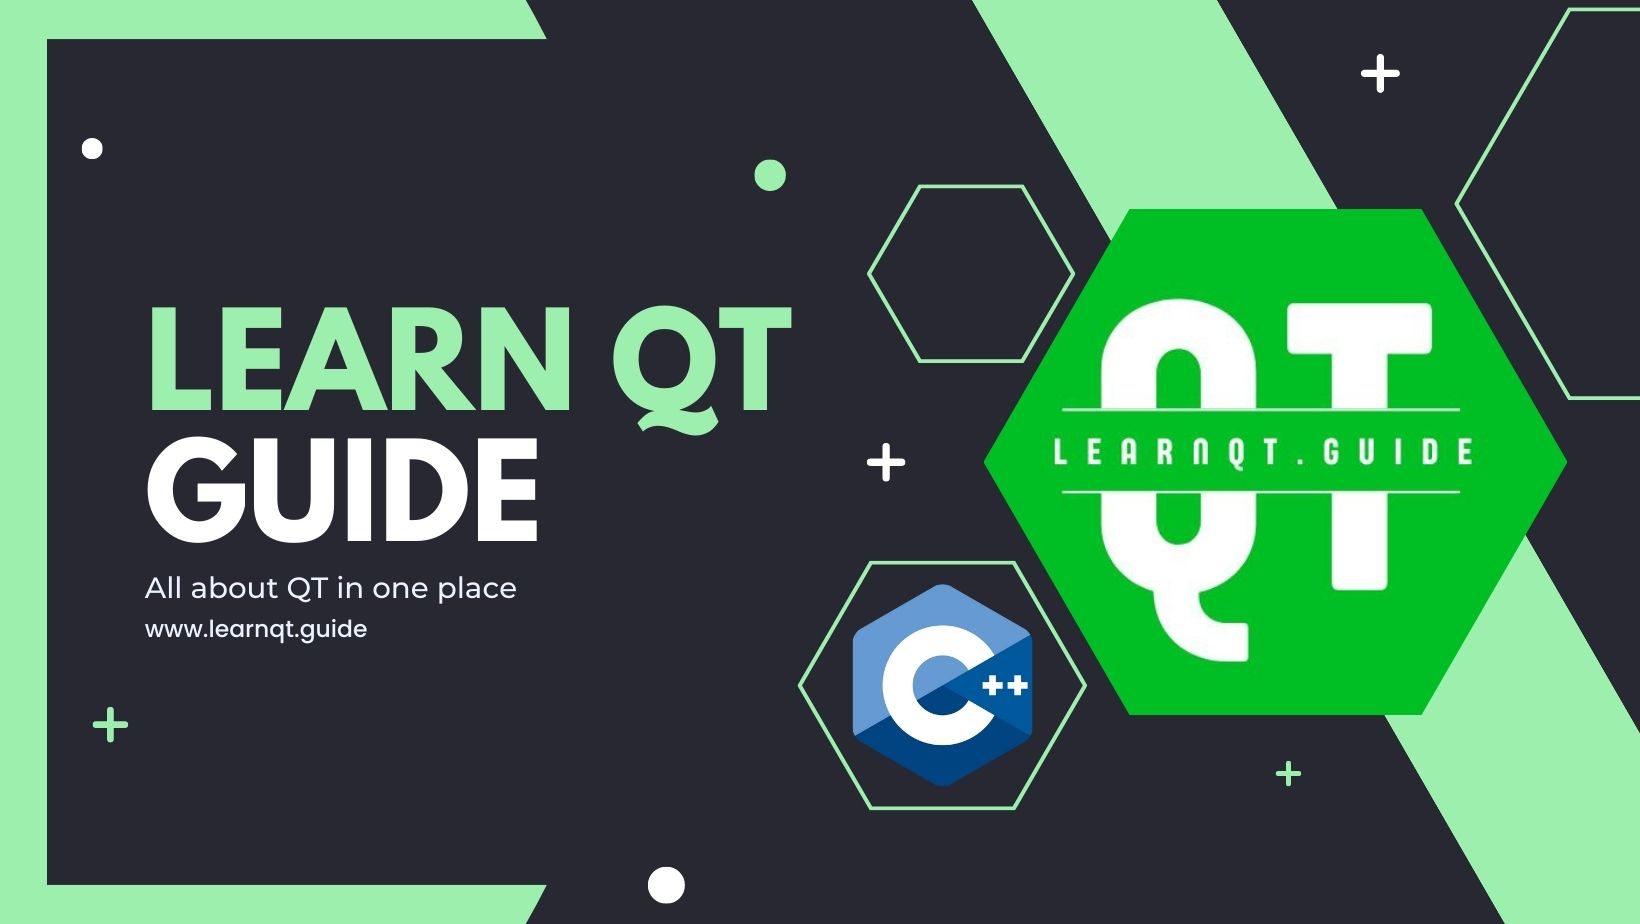 LEARN QT
GUIDE
All about QT in one place
www.learnqt.guide
QT
LEARNQT.GUIDE
C++